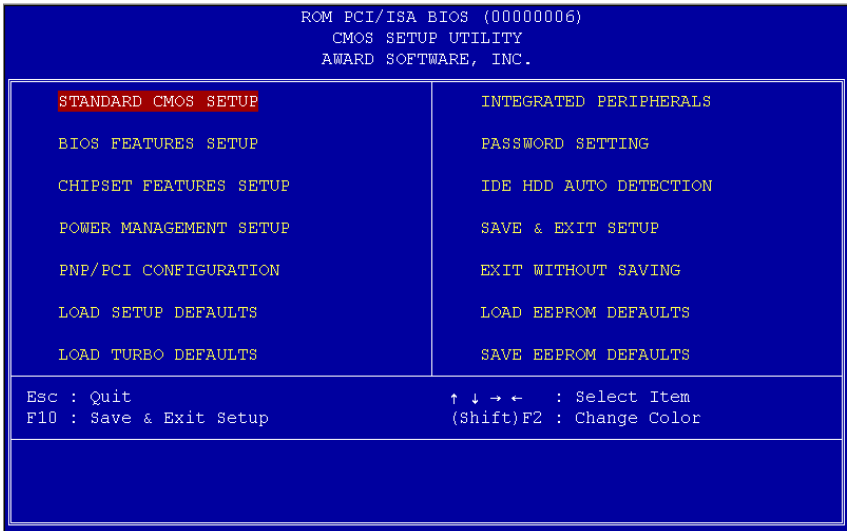 ROM PCI/ISA BIOS (00000006)
CMOS SETUP UTILITY
AWARD SOFTWARE, INC.
STANDARD CMOS SETUP
BIOS FEATURES SETUP
CHIPSET FEATURES SETUP
POWER MANAGEMENT SETUP
PNP/PCI CONFIGURATION
LOAD SETUP DEFAULTS
LOAD TURBO DEFAULTS
INTEGRATED PERIPHERALS
PASSWORD SETTING
IDE HDD AUTO DETECTION
SAVE & EXIT SETUP
EXIT WITHOUT SAVING
LOAD EEPROM DEFAULTS
SAVE EEPROM DEFAULTS
Esc : Quit
F10 : Save & Exit Setup
↑ ↓ → ← : Select Item
(Shift)F2 : Change Color